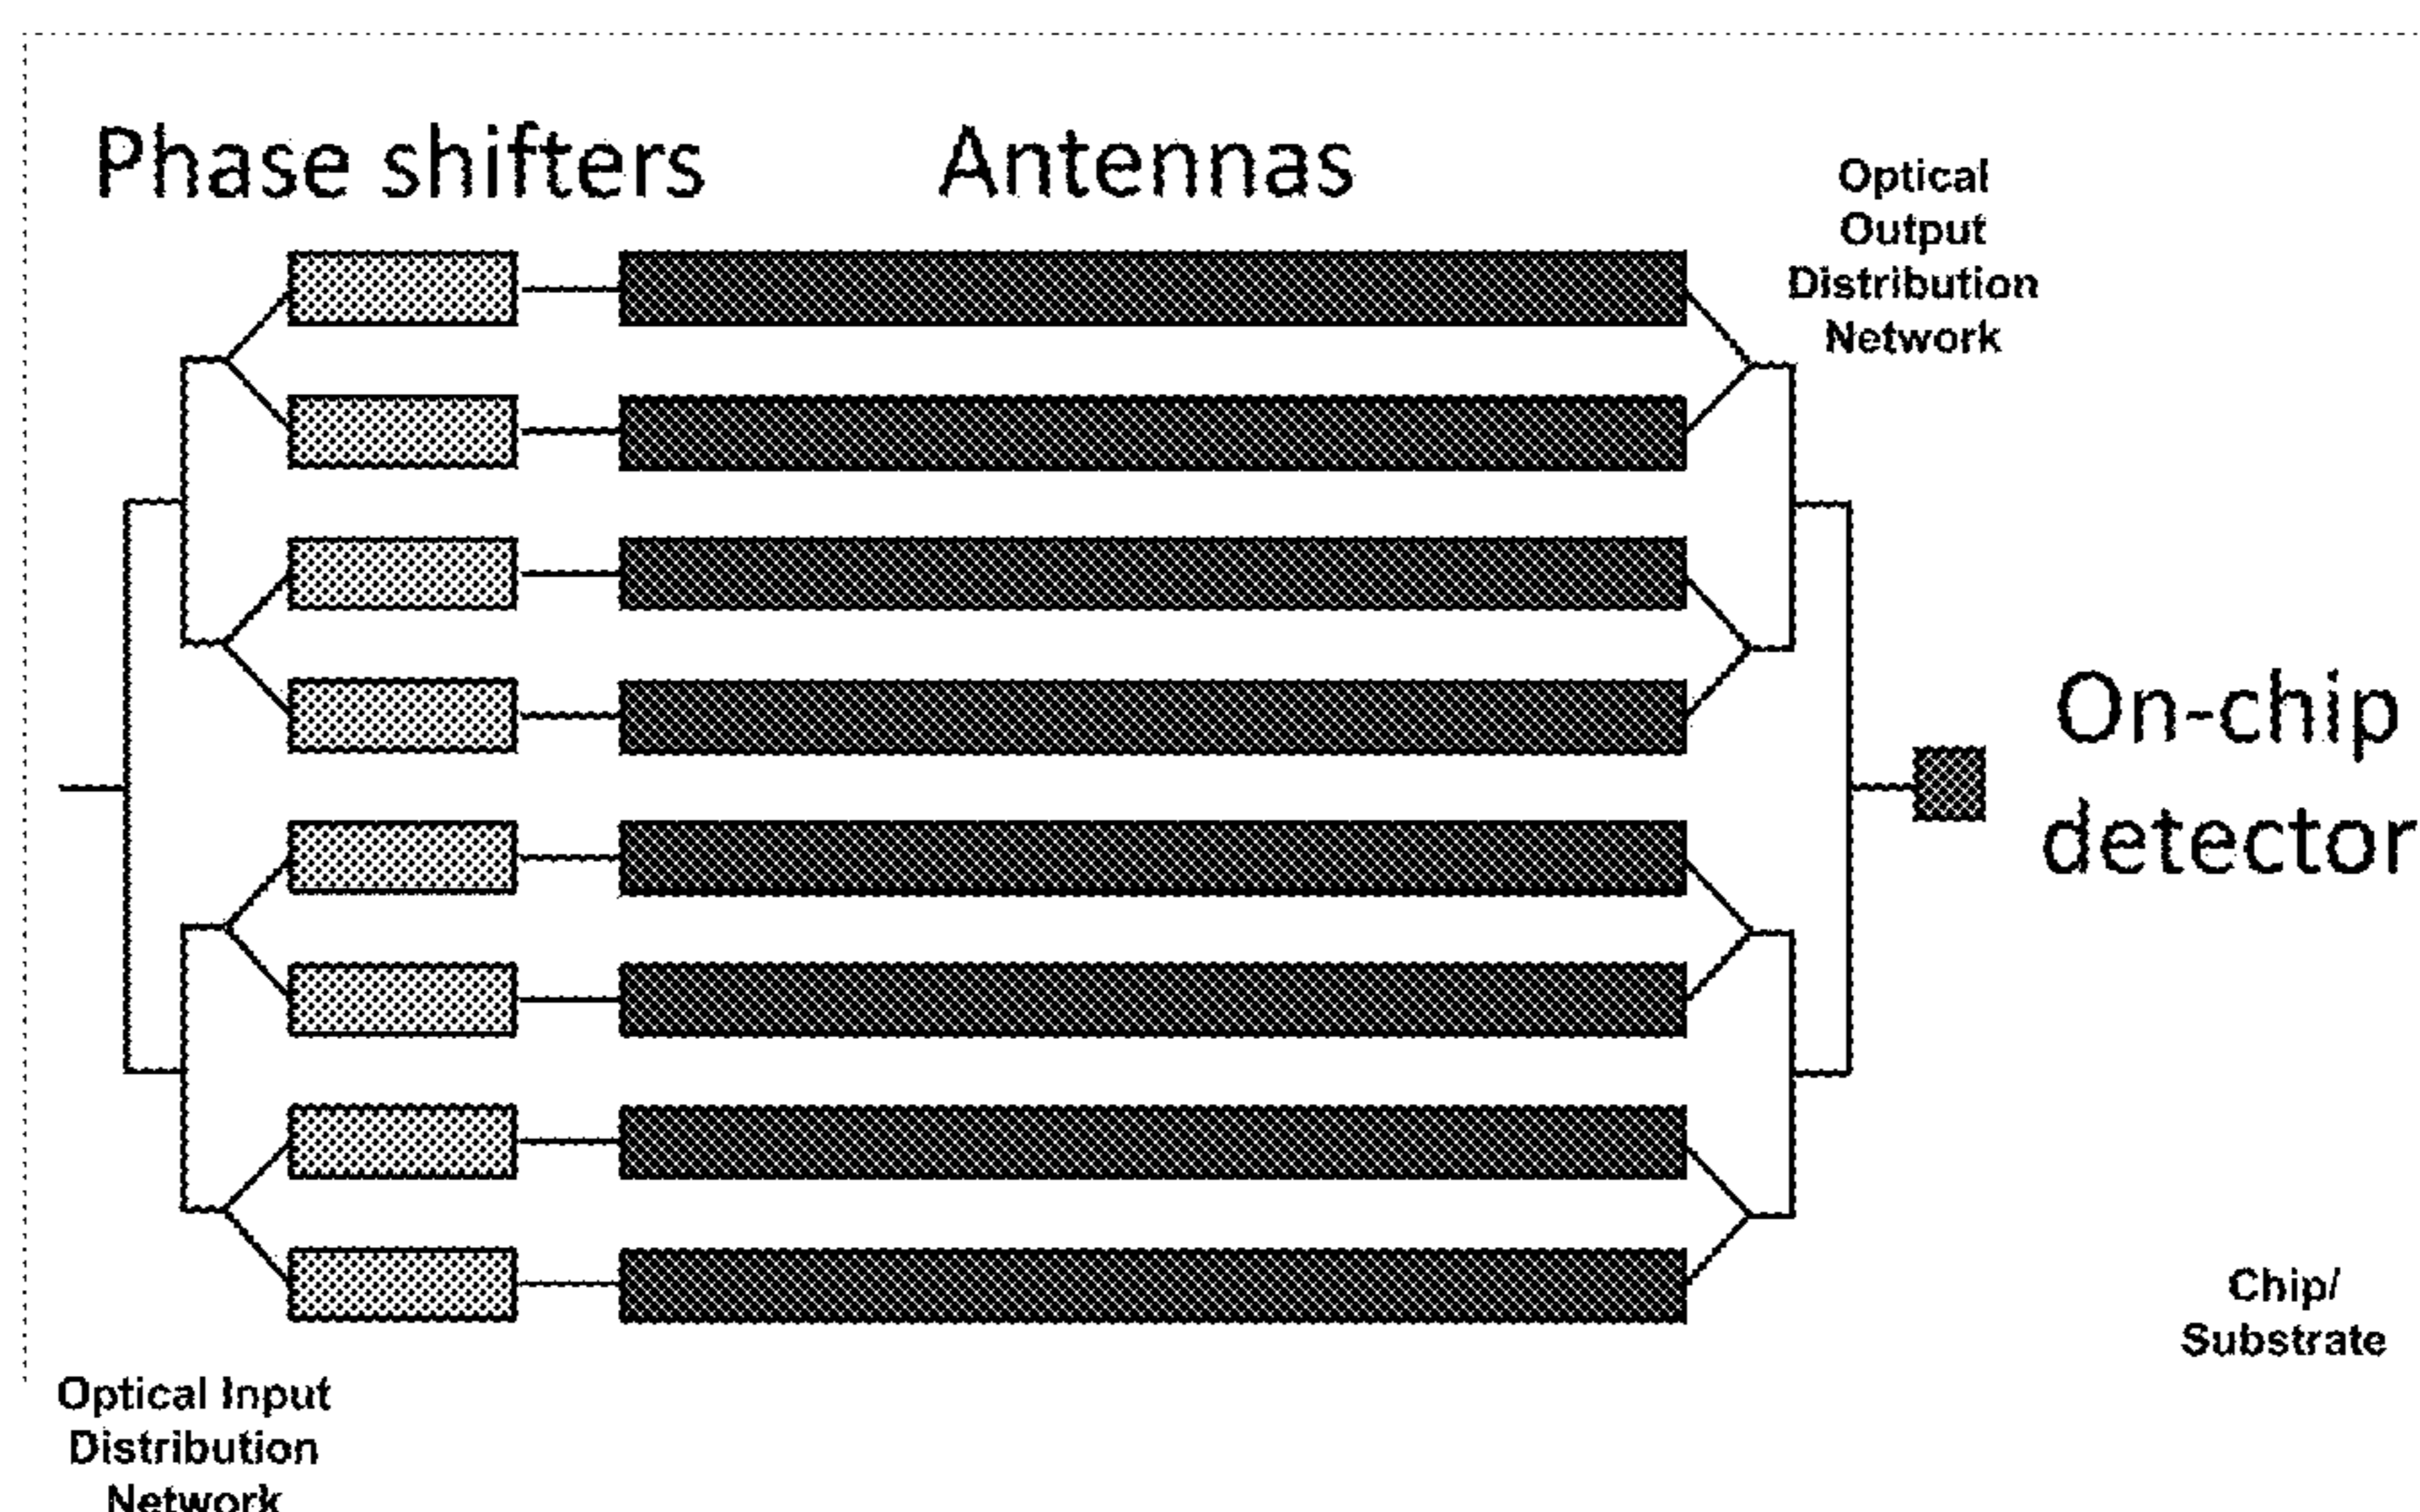 Phase shifters
Antennas
Optical
Output
Distribution
Network
On-chip
detector
Chip/
Substrate
Optical Input
Distribution
Network